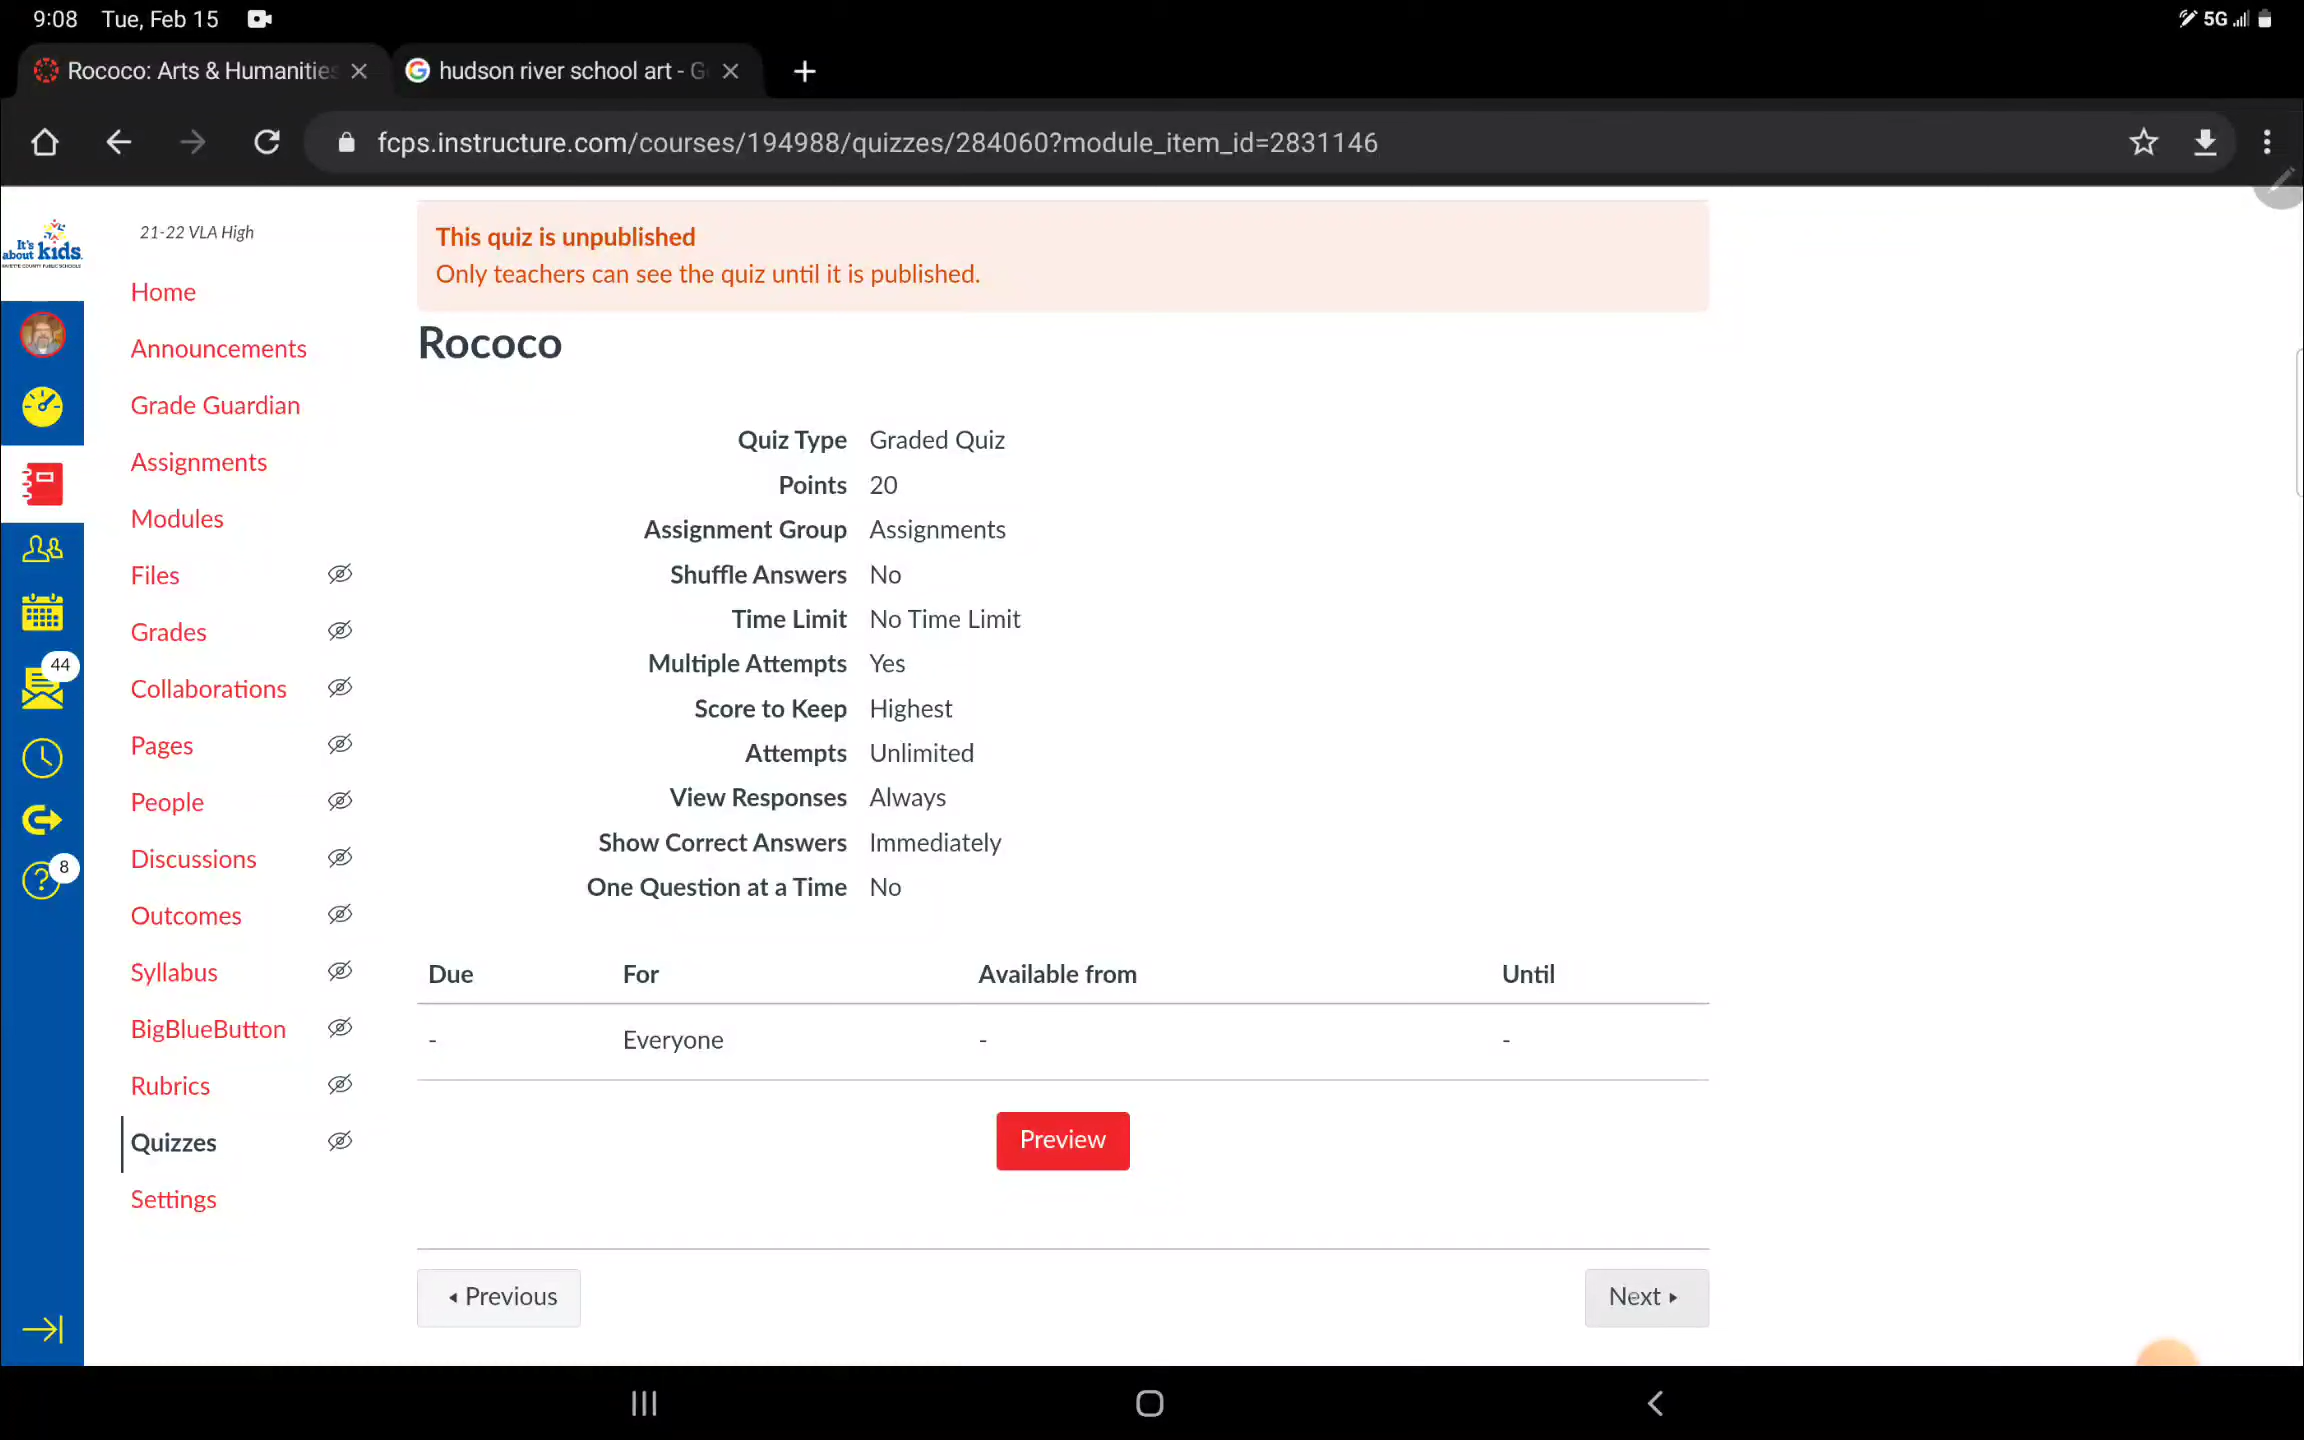 9:08 Tue, Feb 15 5G
Rococo: Arts & Humanities
hudson river school art - G
fcps.instructure.com/courses/194988/quizzes/284060?module_item_id=2831146
It's about kids
21-22 VLA High
Home
Announcements
Grade Guardian
Assignments
Modules
Files
Grades
Collaborations
Pages
People
Discussions
Outcomes
Syllabus
BigBlueButton
Rubrics
Quizzes
Settings
44
8
This quiz is unpublished
Only teachers can see the quiz until it is published.
Rococo
Quiz Type Graded Quiz
Points 20
Assignment Group Assignments
Shuffle Answers No
Time Limit No Time Limit
Multiple Attempts Yes
Score to Keep Highest
Attempts Unlimited
View Responses Always
Show Correct Answers Immediately
One Question at a Time No
Due For Available from Until
- Everyone - -
Preview
Previous
Next